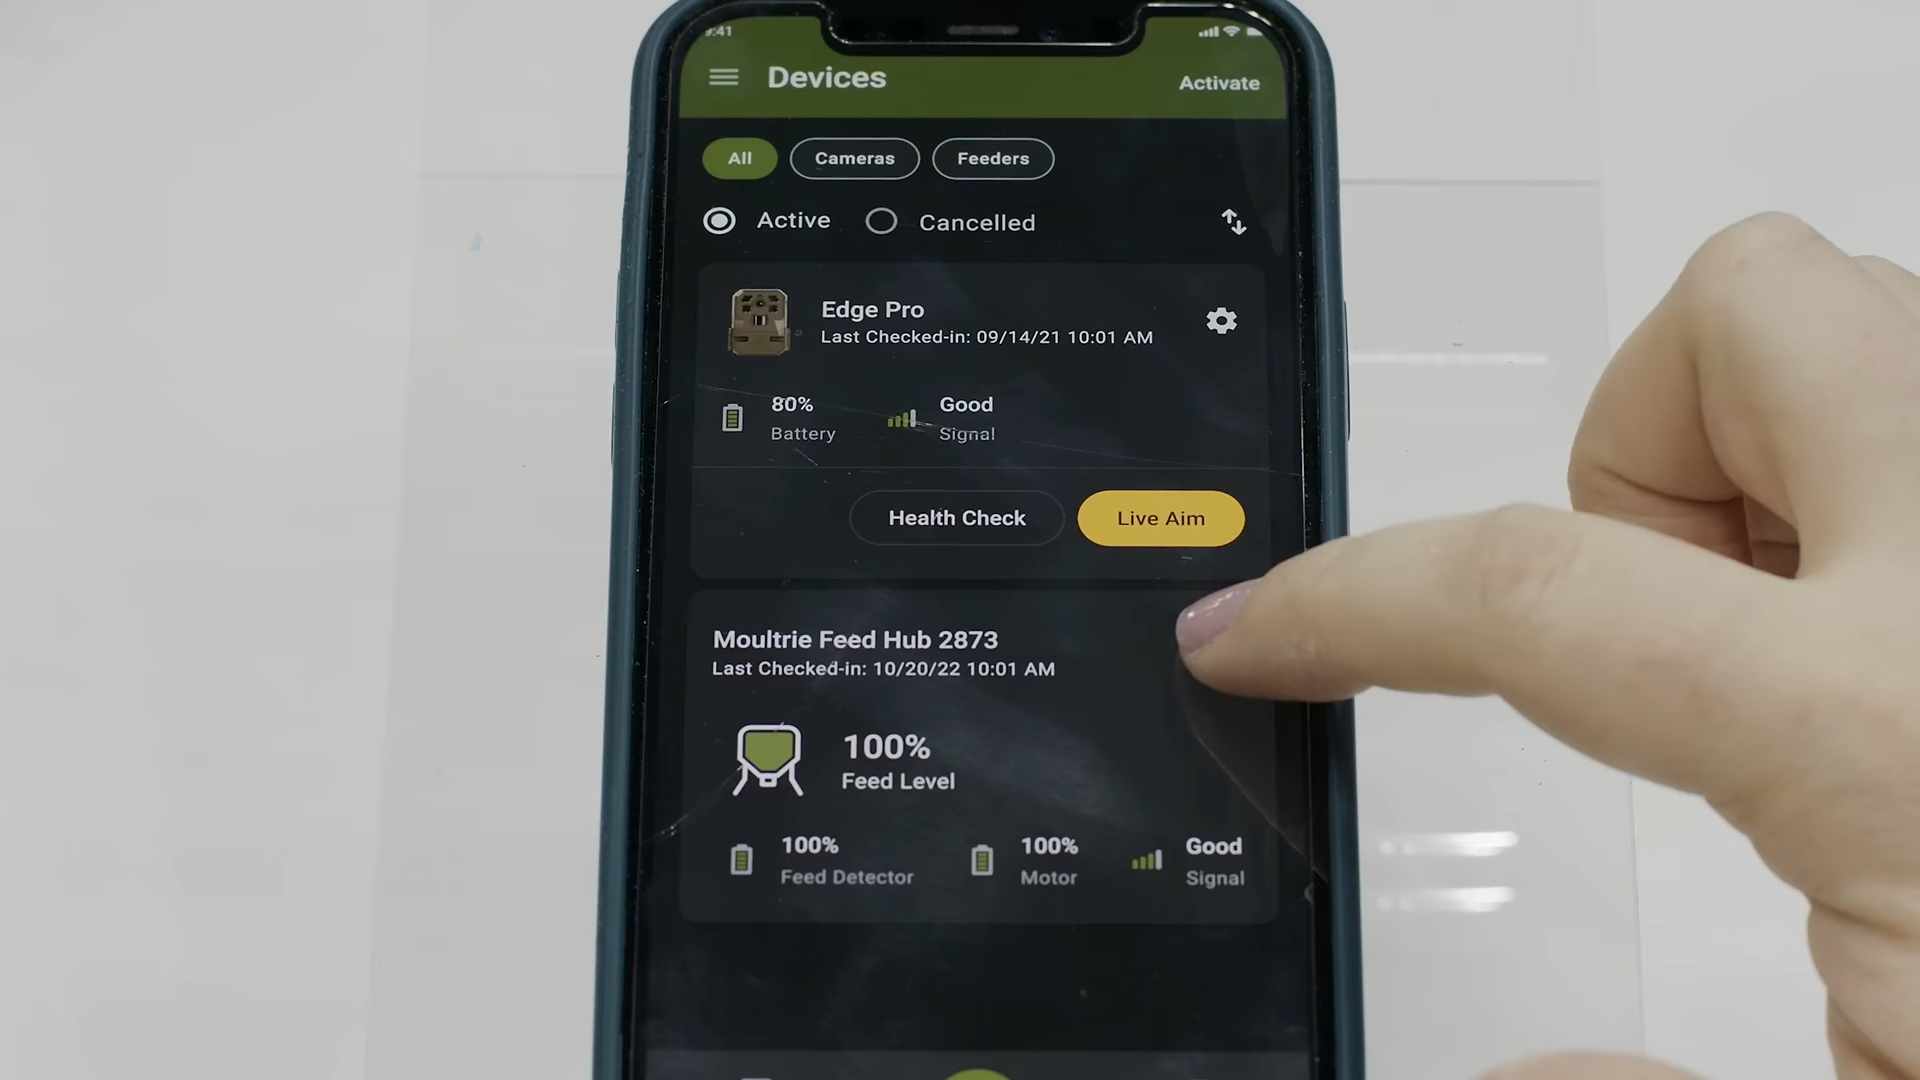 9:41
Devices
Activate
All
Cameras
Feeders
Active
Cancelled
Edge Pro
Last Checked-in: 09/14/21 10:01 AM
80%
Battery
Good
Signal
Health Check
Live Aim
Moultrie Feed Hub 2873
Last Checked-in: 10/20/22 10:01 AM
100%
Feed Level
100%
Feed Detector
100%
Motor
Good
Signal